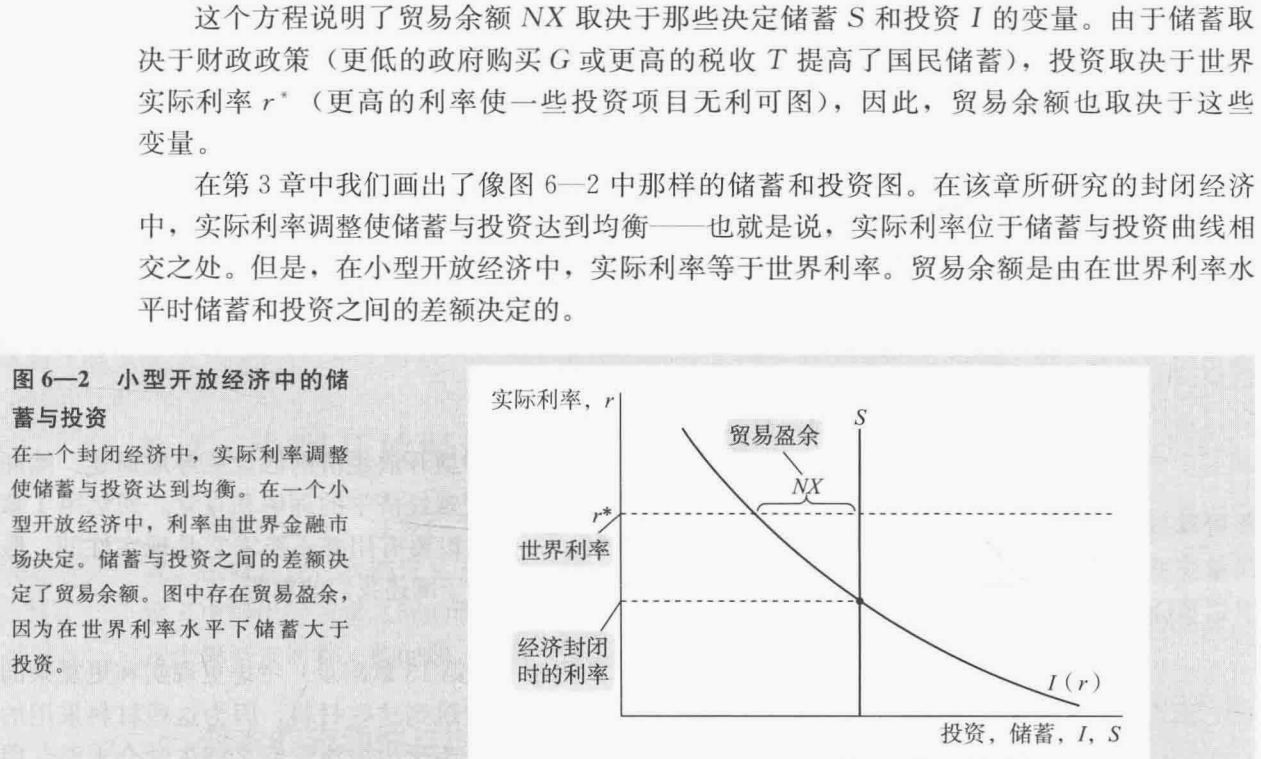 这个方程说明了贸易余额 NX 取决于那些决定储蓄 S 和投资 I 的变量。由于储蓄取
决于财政政策（更低的政府购买 G 或更高的税收 T 提高了国民储蓄），投资取决于世界
实际利率 r*（更高的利率使一些投资项目无利可图），因此，贸易余额也取决于这些
变量。
在第 3 章中我们画出了像图 6—2 中那样的储蓄和投资图。在该章所研究的封闭经济
中，实际利率调整使储蓄与投资达到均衡——也就是说，实际利率位于储蓄与投资曲线相
交之处。但是，在小型开放经济中，实际利率等于世界利率。贸易余额是由在世界利率水
平时储蓄和投资之间的差额决定的。
图 6—2 小型开放经济中的储
蓄与投资
在一个封闭经济中，实际利率调整
使储蓄与投资达到均衡。在一个小
型开放经济中，利率由世界金融市
场决定。储蓄与投资之间的差额决
定了贸易余额。图中存在贸易盈余，
因为在世界利率水平下储蓄大于
投资。
实际利率，r
S
贸易盈余
NX
r*
世界利率
经济封闭
时的利率
I（r）
投资，储蓄，I，S